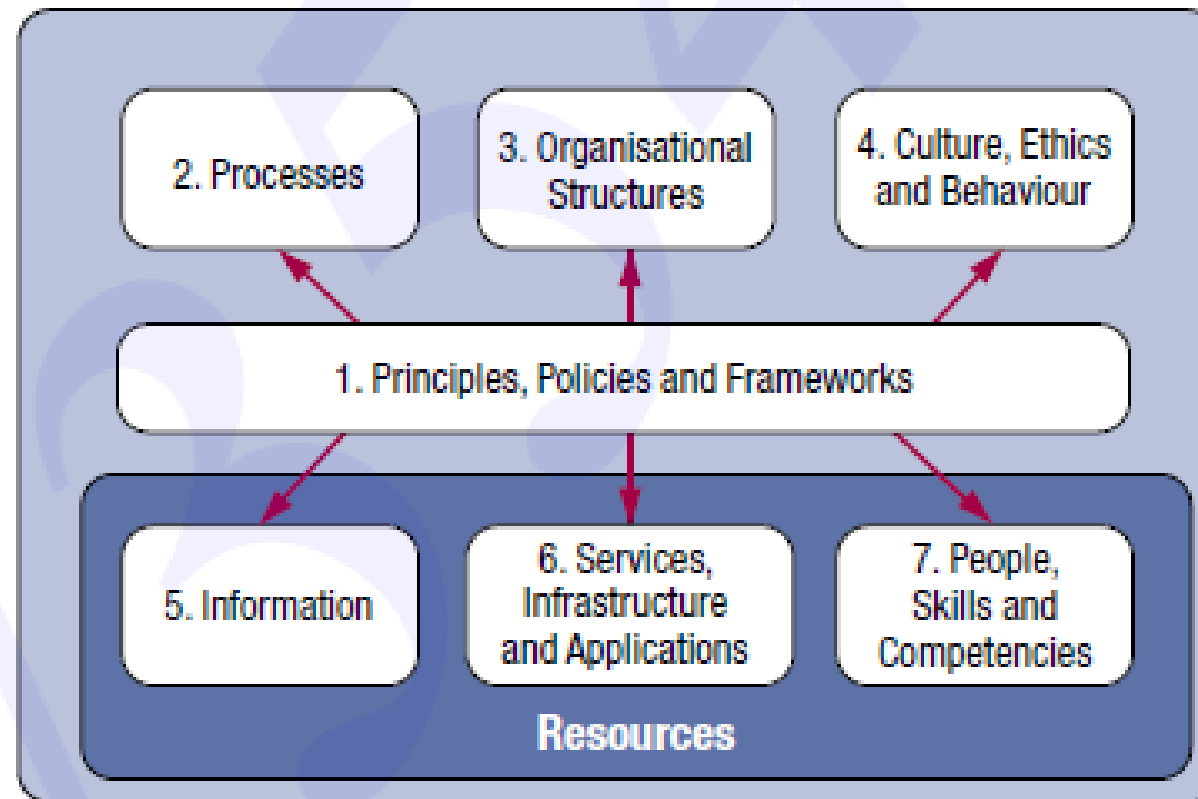 2. Processes
3. Organisational
Structures
4. Culture, Ethics
and Behaviour
1. Principles, Policies and Frameworks
5. Information
6. Services,
Infrastructure
and Applications
7. People,
Skills and
Competencies
Resources